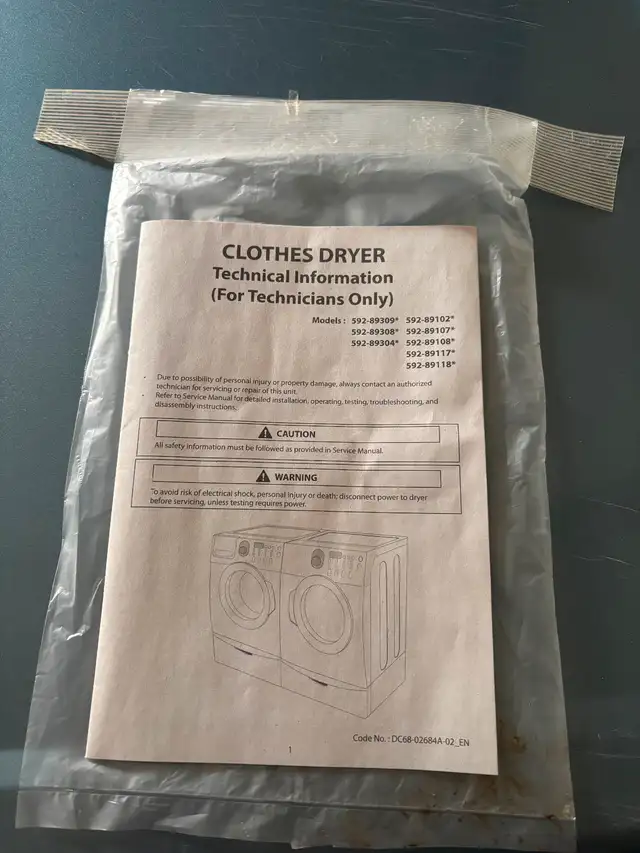 CLOTHES DRYER
Technical Information
(For Technicians Only)
Models : 592-89309* 592-89102*
592-89308* 592-89107*
592-89304* 592-89108*
592-89117*
592-89118*
- Due to possibility of personal injury or property damage, always contact an authorized
technician for servicing or repair of this unit.
- Refer to Service Manual for detailed installation, operating, testing, troubleshooting, and
disassembly instructions.
CAUTION
All safety information must be followed as provided in Service Manual.
WARNING
To avoid risk of electrical shock, personal injury or death; disconnect power to dryer
before servicing, unless testing requires power.
Code No. : DC68-02684A-02_EN
1